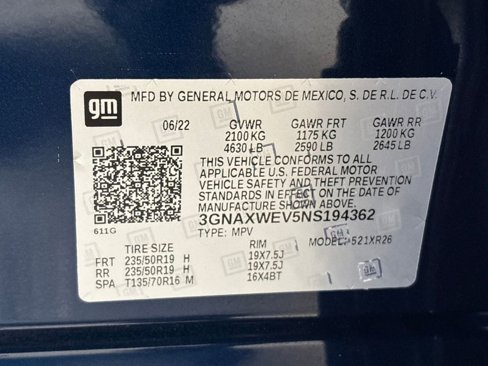 gm
MFD BY GENERAL MOTORS DE MEXICO, S. DE R.L. DE C.V.
06/22 GVWR GAWR FRT GAWR RR
2100 KG 1175 KG 1200 KG
4630 LB 2590 LB 2645 LB
THIS VEHICLE CONFORMS TO ALL
APPLICABLE U.S. FEDERAL MOTOR
VEHICLE SAFETY AND THEFT PREVENTION
STANDARDS IN EFFECT ON THE DATE OF
MANUFACTURE SHOWN ABOVE.
3GNAXWEV5NS194362
611G TYPE: MPV MODEL: 521XR26
TIRE SIZE RIM
FRT 235/50R19 H 19X7.5J
RR 235/50R19 H 19X7.5J
SPA T135/70R16 M 16X4BT